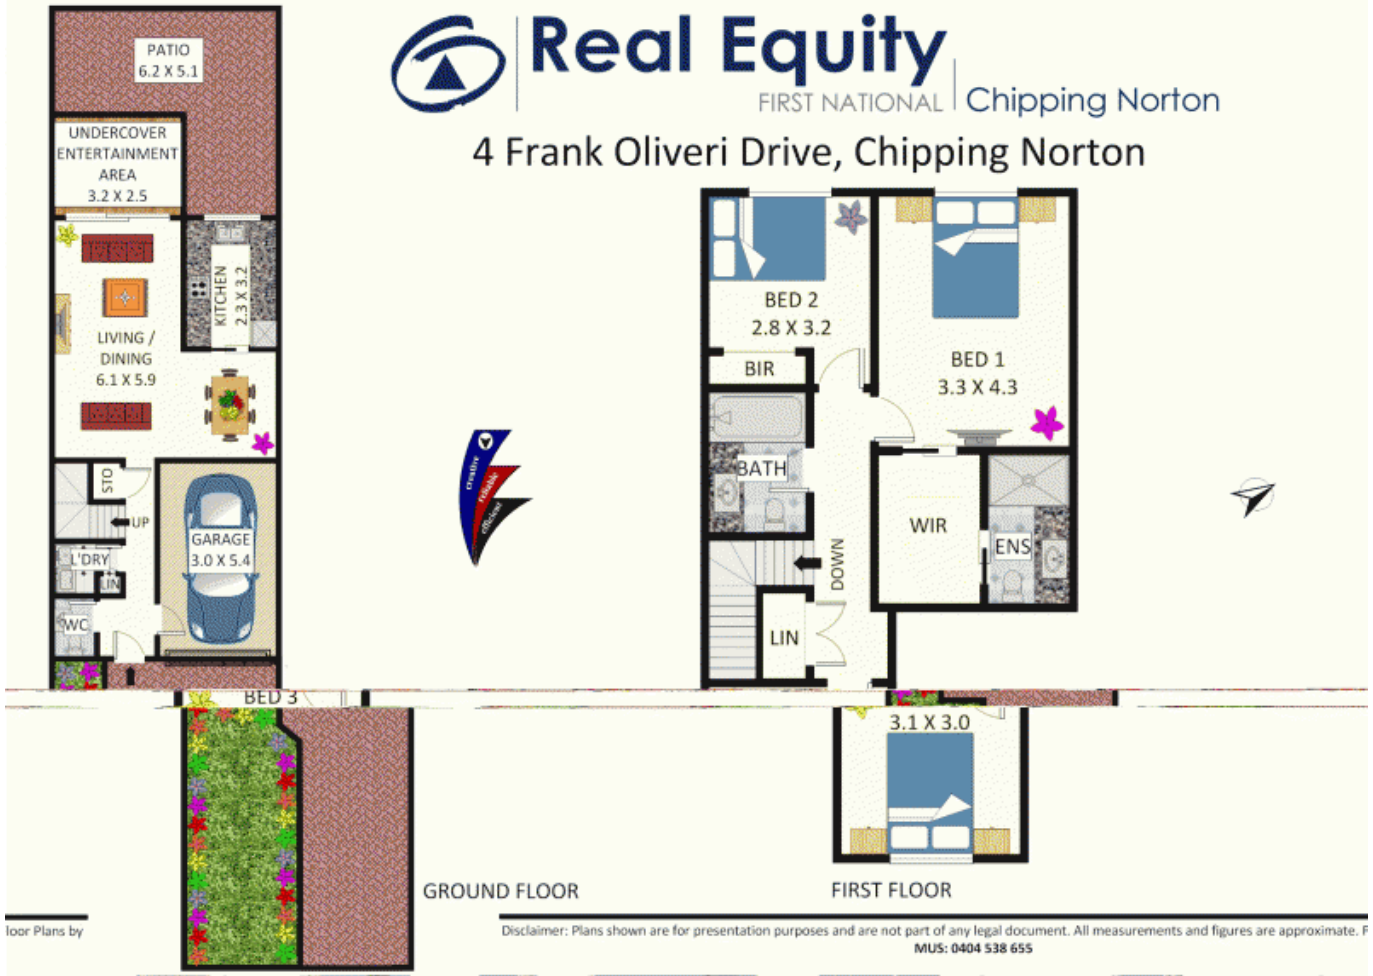 Real Equity
FIRST NATIONAL
Chipping Norton
4 Frank Oliveri Drive, Chipping Norton
PATIO
6.2 X 5.1
UNDERCOVER
ENTERTAINMENT
AREA
3.2 X 2.5
KITCHEN
2.3 X 3.2
LIVING /
DINING
6.1 X 5.9
STO
UP
GARAGE
3.0 X 5.4
L'DRY
LIN
WC
creative
reliable
efficient
BED 2
2.8 X 3.2
BIR
BED 1
3.3 X 4.3
BATH
WIR
ENS
DOWN
LIN
BED 3
3.1 X 3.0
GROUND FLOOR
FIRST FLOOR
loor Plans by
Disclaimer: Plans shown are for presentation purposes and are not part of any legal document. All measurements and figures are approximate. F
MUS: 0404 538 655